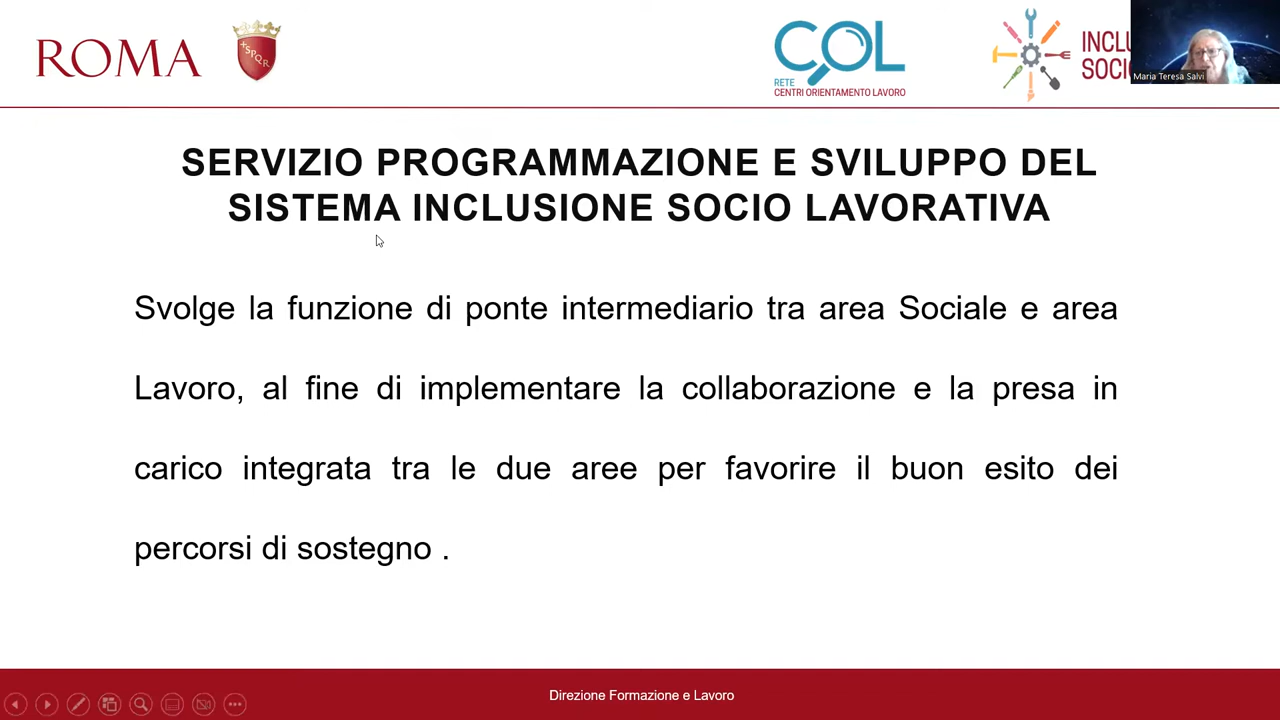 ROMA
SPQR
COL
RETE
CENTRI ORIENTAMENTO LAVORO
Maria Teresa Salvi
SERVIZIO PROGRAMMAZIONE E SVILUPPO DEL
SISTEMA INCLUSIONE SOCIO LAVORATIVA
Svolge la funzione di ponte intermediario tra area Sociale e area
Lavoro, al fine di implementare la collaborazione e la presa in
carico integrata tra le due aree per favorire il buon esito dei
percorsi di sostegno .
Direzione Formazione e Lavoro